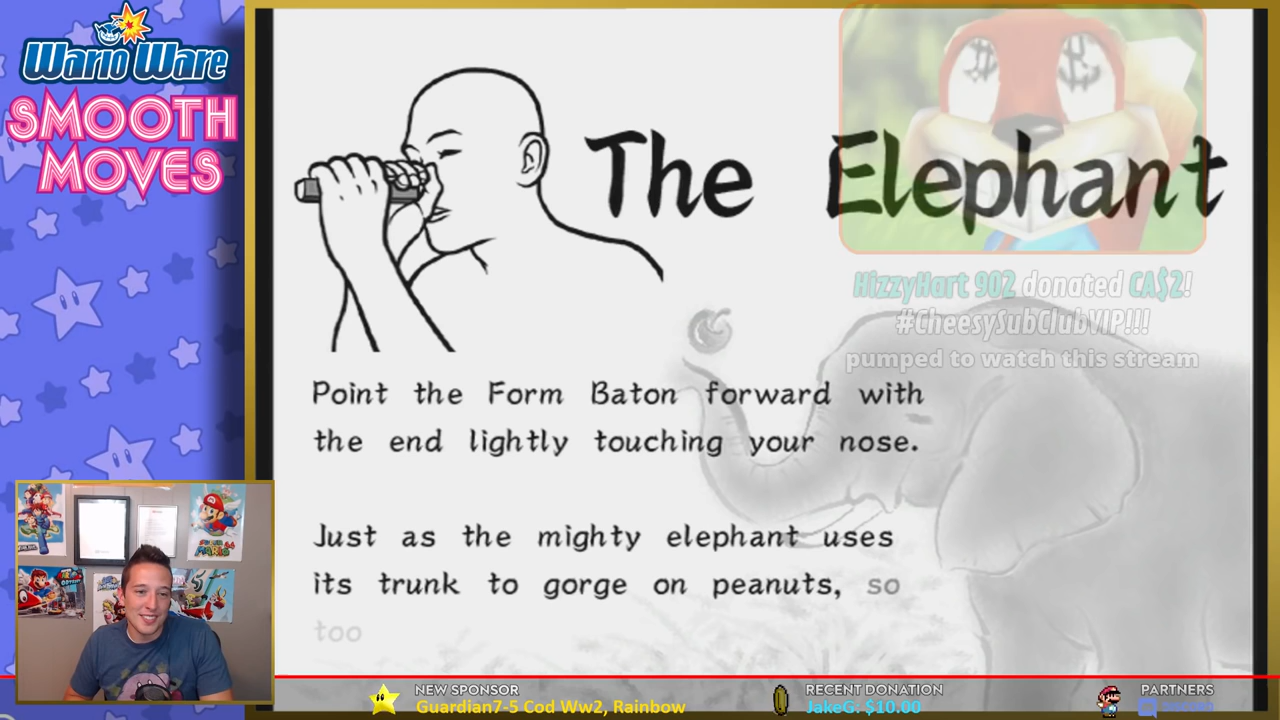 Wario Ware
SMOOTH
MOVES
The Elephant
HizzyHart 902 donated CA$2!
#CheesySubClubVIP!!!
pumped to watch this stream
Point the Form Baton forward with
the end lightly touching your nose.
Just as the mighty elephant uses
its trunk to gorge on peanuts, so
too
NEW SPONSOR
Guardian7-5 Cod Ww2, Rainbow
RECENT DONATION
JakeG: $10.00
PARTNERS